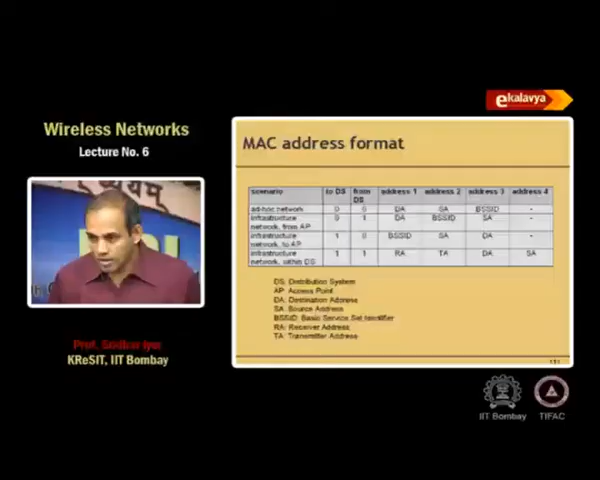 ekalavya
Wireless Networks
Lecture No. 6
MAC address format
scenario to DS from DS address 1 address 2 address 3 address 4
ad-hoc network 0 0 DA SA BSSID -
infrastructure network, from AP 0 1 DA BSSID SA -
infrastructure network, to AP 1 0 BSSID SA DA -
infrastructure network, within DS 1 1 RA TA DA SA
DS: Distribution System
AP: Access Point
DA: Destination Address
SA: Source Address
BSSID: Basic Service Set Identifier
RA: Receiver Address
TA: Transmitter Address
Prof. Sridhar Iyer
KReSIT, IIT Bombay
IIT Bombay
TIFAC